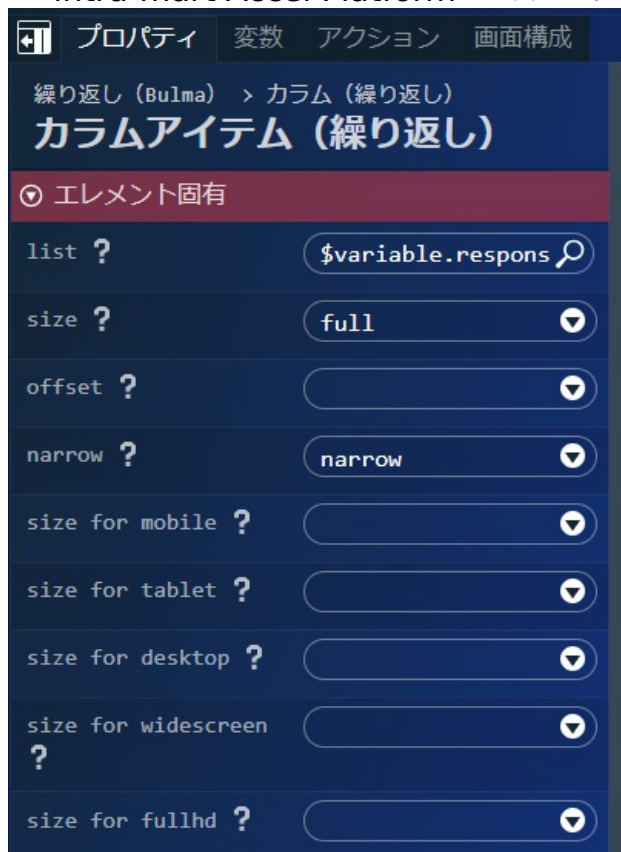 プロパティ 変数 アクション 画面構成
繰り返し（Bulma） > カラム（繰り返し）
カラムアイテム（繰り返し）
エレメント固有
list ? $variable.respons
size ? full
offset ?
narrow ? narrow
size for mobile ?
size for tablet ?
size for desktop ?
size for widescreen
?
size for fullhd ?